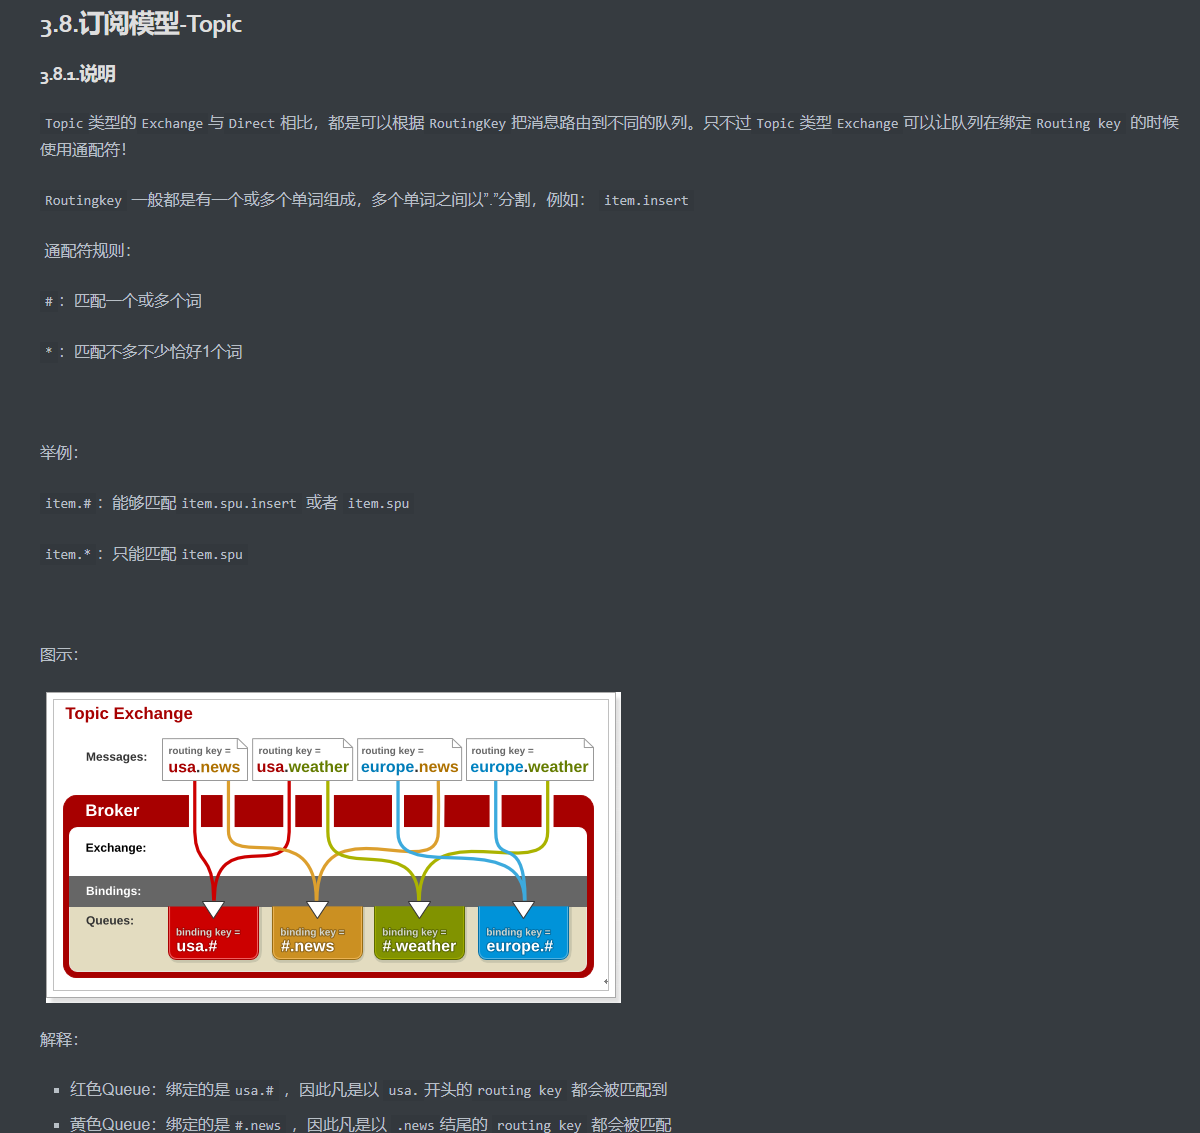 3.8.订阅模型-Topic
3.8.1.说明
Topic 类型的 Exchange 与 Direct 相比，都是可以根据 RoutingKey 把消息路由到不同的队列。只不过 Topic 类型 Exchange 可以让队列在绑定 Routing key 的时候
使用通配符！
Routingkey 一般都是有一个或多个单词组成，多个单词之间以”.”分割，例如： item.insert
通配符规则：
#：匹配一个或多个词
*：匹配不多不少恰好1个词
举例：
item.#：能够匹配 item.spu.insert 或者 item.spu
item.*：只能匹配 item.spu
图示：
Topic Exchange
Messages:
routing key =
usa.news
routing key =
usa.weather
routing key =
europe.news
routing key =
europe.weather
Broker
Exchange:
Bindings:
Queues:
binding key =
usa.#
binding key =
#.news
binding key =
#.weather
binding key =
europe.#
解释：
红色Queue：绑定的是 usa.# ，因此凡是以 usa. 开头的 routing key 都会被匹配到
黄色Queue：绑定的是 #.news ，因此凡是以 .news 结尾的 routing key 都会被匹配